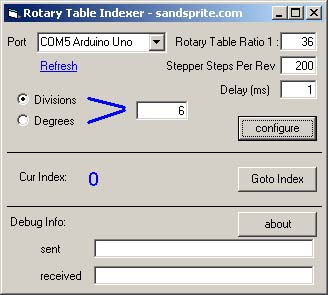 Rotary Table Indexer - sandsprite.com
Port COM5 Arduino Uno Rotary Table Ratio 1 : 36
Refresh Stepper Steps Per Rev 200
Delay (ms) 1
Divisions
6
Degrees
configure
Cur Index: 0 Goto Index
Debug Info: about
sent
received